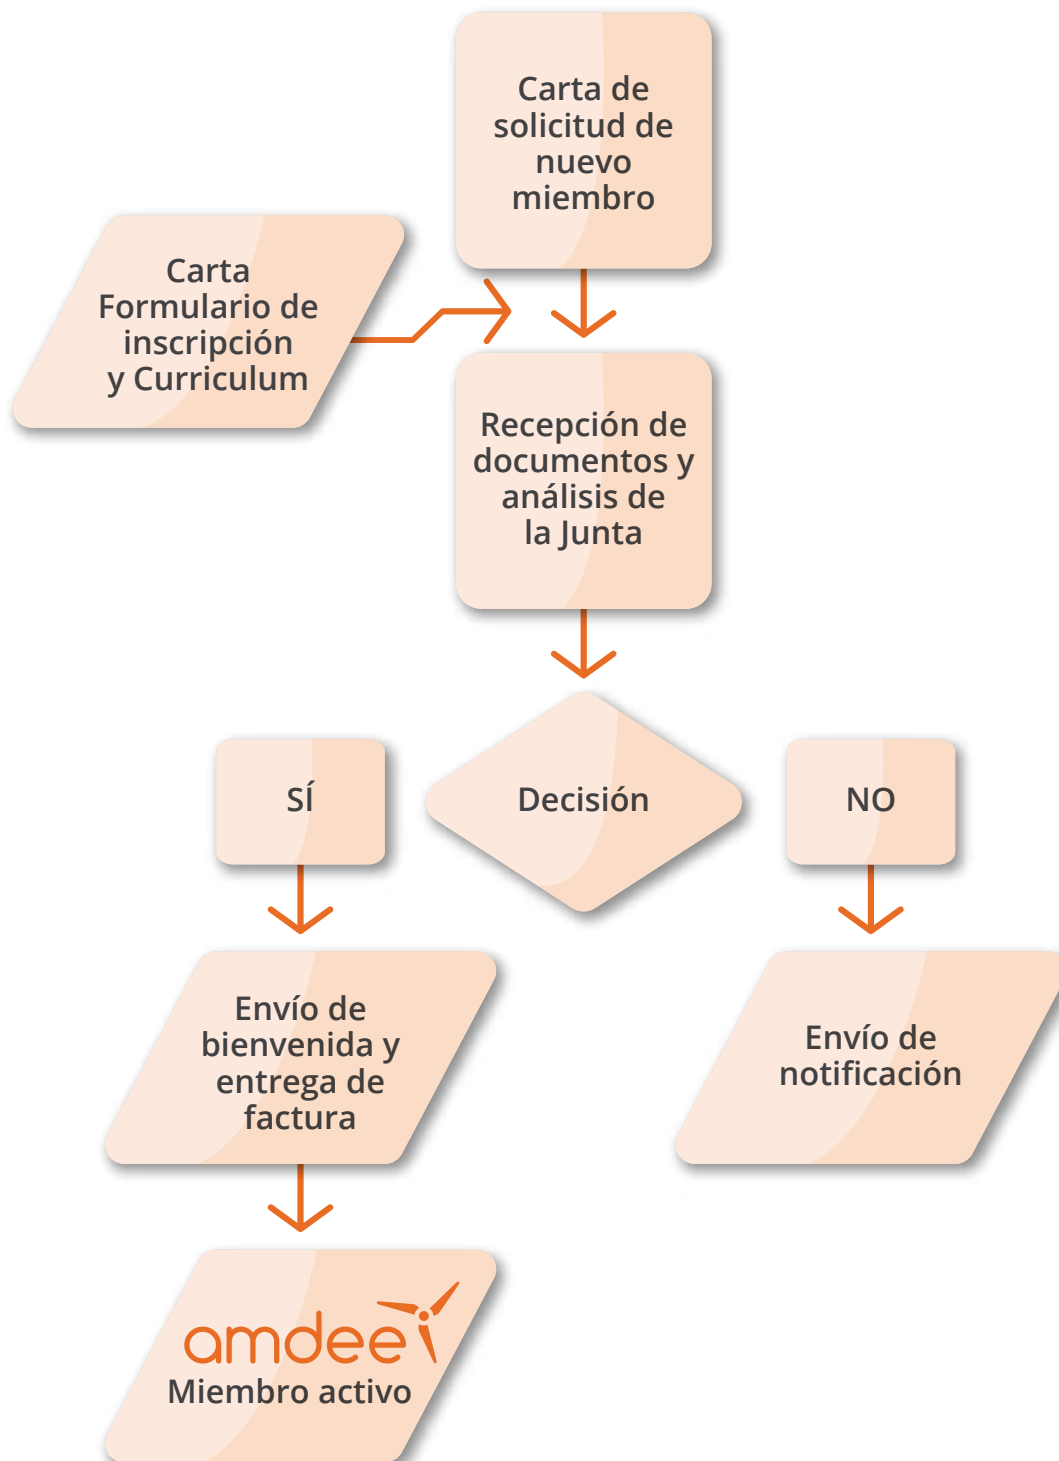 Carta de
solicitud de
nuevo
miembro
Carta
Formulario de
inscripción
y Curriculum
Recepción de
documentos y
análisis de
la Junta
SÍ
Decisión
NO
Envío de
bienvenida y
entrega de
factura
Envío de
notificación
amdee
Miembro activo